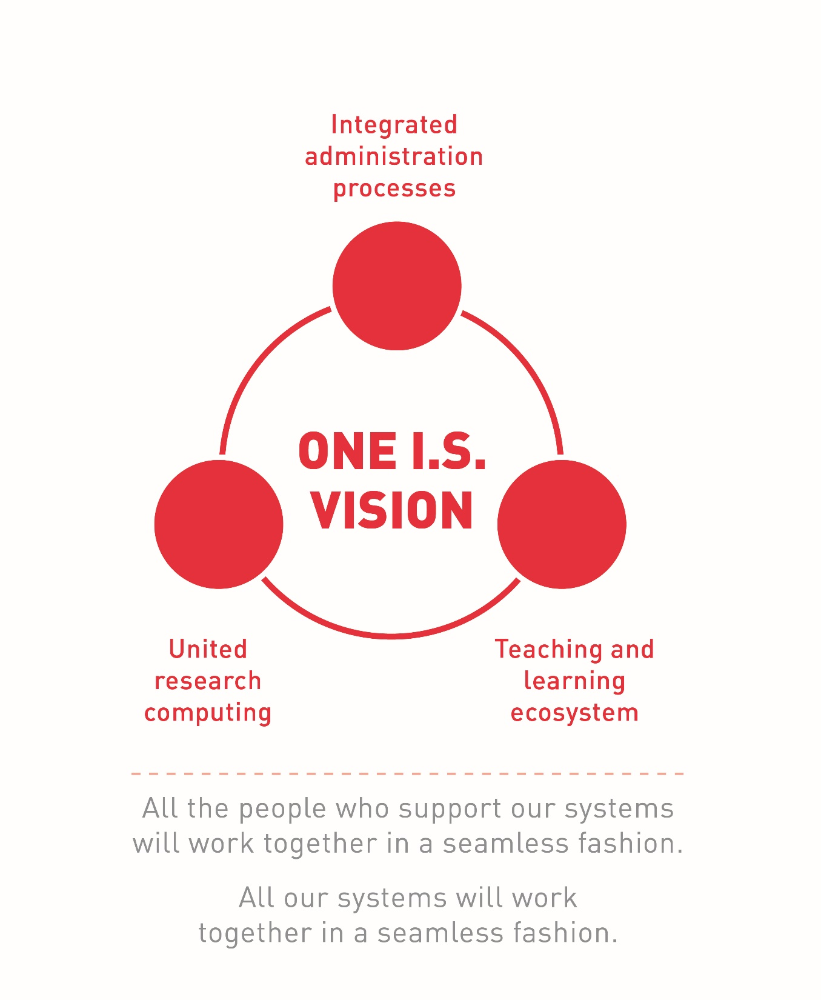 Integrated
administration
processes
ONE I.S.
VISION
United
research
computing
Teaching and
learning
ecosystem
All the people who support our systems
will work together in a seamless fashion.
All our systems will work
together in a seamless fashion.